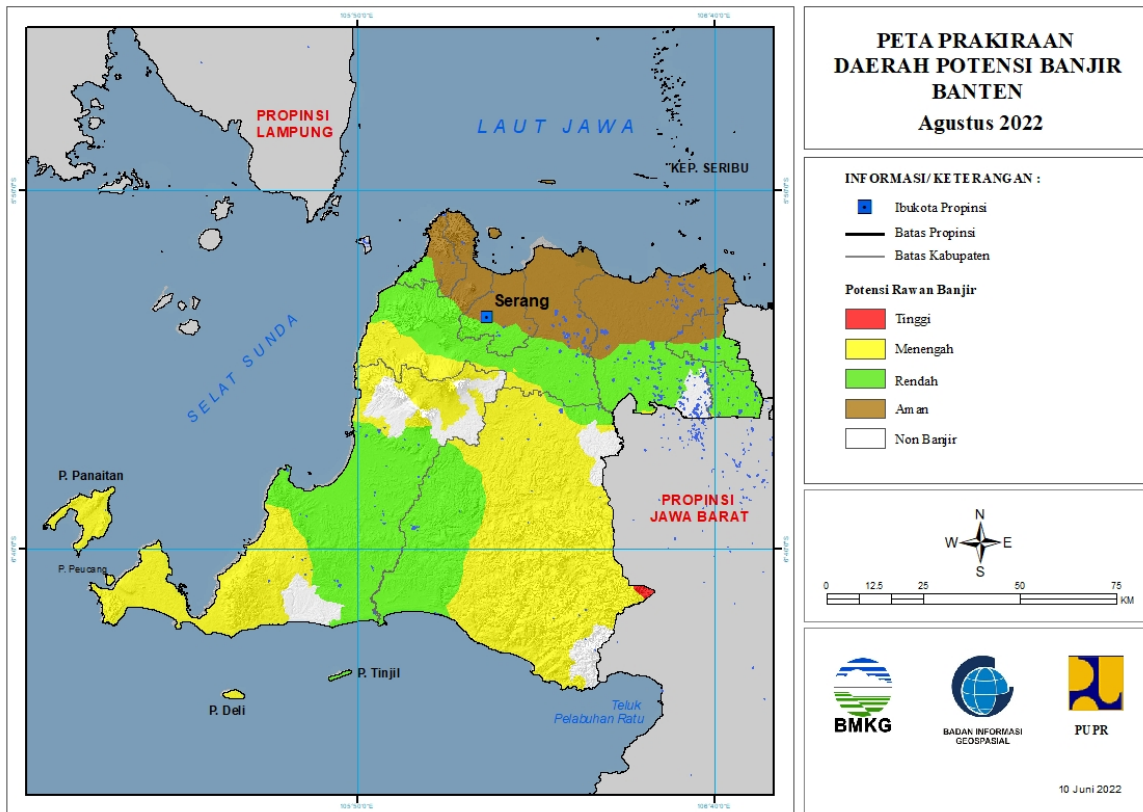 PROPINSI
LAMPUNG
LAUT JAWA
KEP. SERIBU
Serang
SELAT SUNDA
P. Panaitan
P. Peucang
PROPINSI
JAWA BARAT
P. Tinjil
P. Deli
Teluk
Pelabuhan Ratu
PETA PRAKIRAAN
DAERAH POTENSI BANJIR
BANTEN
Agustus 2022
INFORMASI/ KETERANGAN :
Ibukota Propinsi
Batas Propinsi
Batas Kabupaten
Potensi Rawan Banjir
Tinggi
Menengah
Rendah
Aman
Non Banjir
N
W E
S
0 12.5 25 50 75
KM
BMKG
BADAN INFORMASI
GEOSPASIAL
PUPR
10 Juni 2022